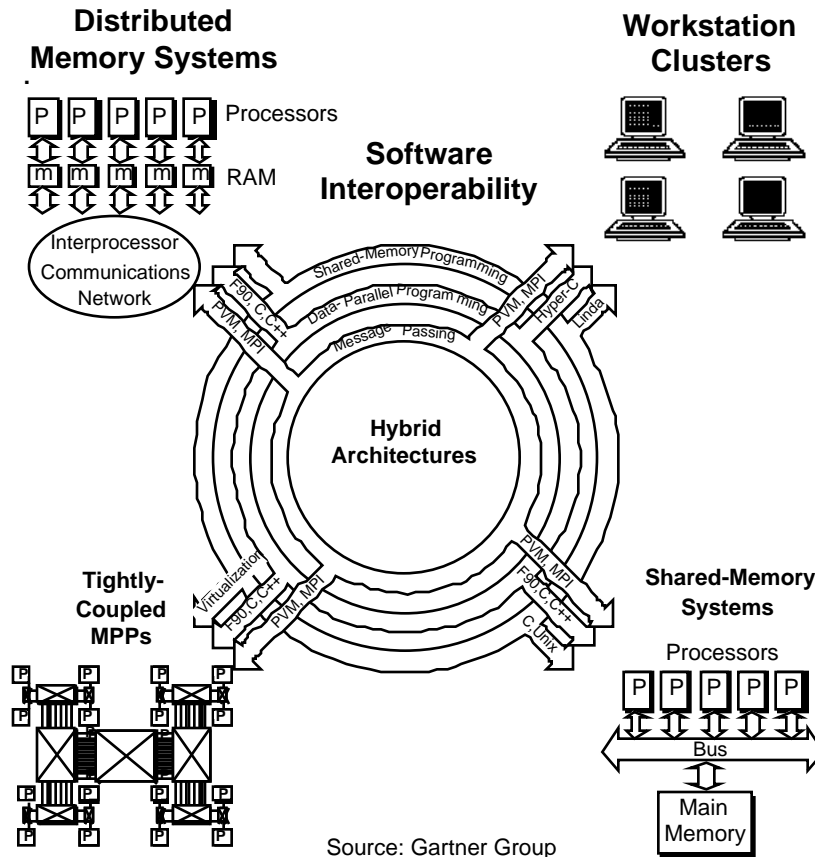 Distributed
Memory Systems
Workstation
Clusters
P P P P P Processors
m m m m m RAM
Software
Interoperability
Interprocessor
Communications
Network
Shared-Memory Programming
Data-Parallel Program ming
Message Passing
F90, C,C++
PVM, MPI
PVM, MPI
Hyper-C
Linda
Hybrid
Architectures
Virtualization
F90,C,C++
PVM, MPI
PVM, MPI
F90,C,C++
C,Unix
Tightly-
Coupled
MPPs
P P P P
P P P P
P P
P P
P P P P
P P P P
Shared-Memory
Systems
Processors
P P P P P
Bus
Main
Memory
Source: Gartner Group